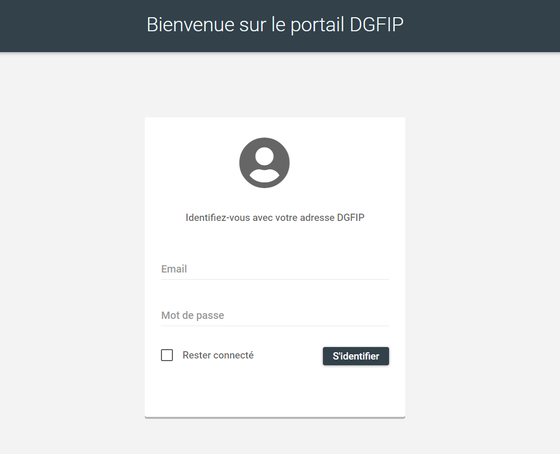 Bienvenue sur le portail DGFIP
Identifiez-vous avec votre adresse DGFIP
Email
Mot de passe
Rester connecté
S'identifier